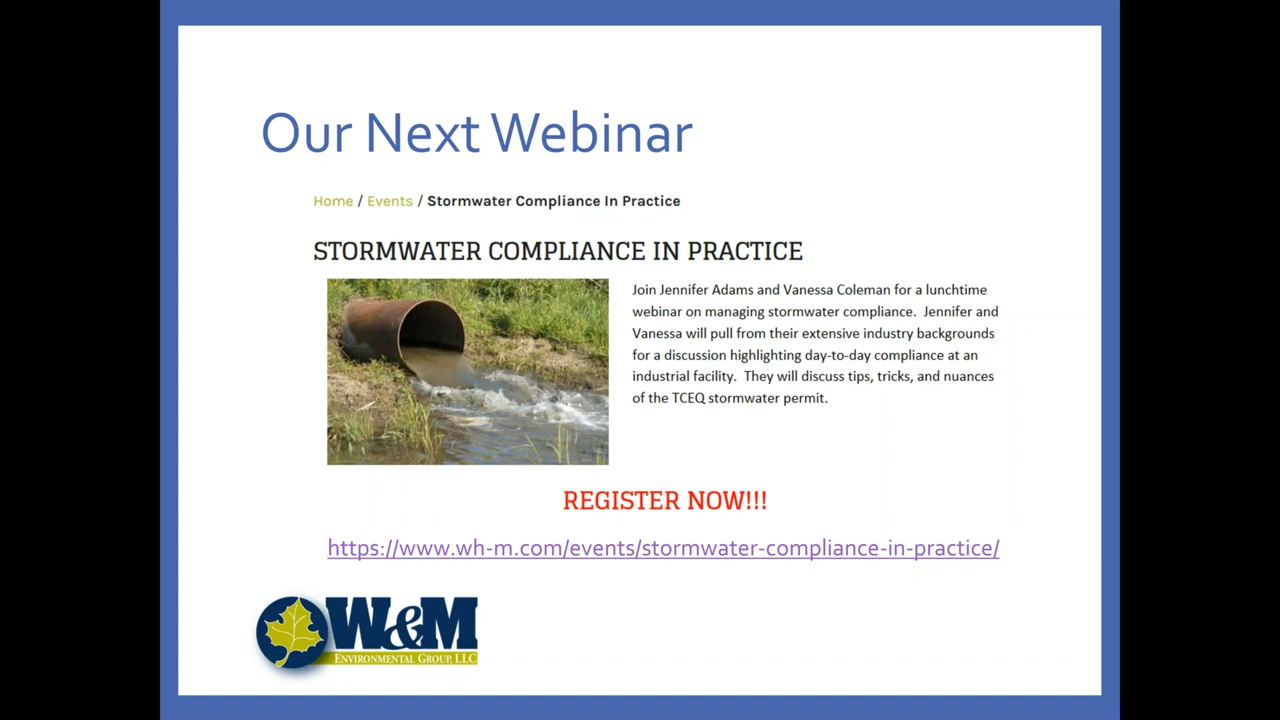 Our Next Webinar
Home / Events / Stormwater Compliance In Practice
STORMWATER COMPLIANCE IN PRACTICE
Join Jennifer Adams and Vanessa Coleman for a lunchtime
webinar on managing stormwater compliance.  Jennifer and
Vanessa will pull from their extensive industry backgrounds
for a discussion highlighting day-to-day compliance at an
industrial facility.  They will discuss tips, tricks, and nuances
of the TCEQ stormwater permit.
REGISTER NOW!!!
https://www.wh-m.com/events/stormwater-compliance-in-practice/
W&M
ENVIRONMENTAL GROUP, LLC